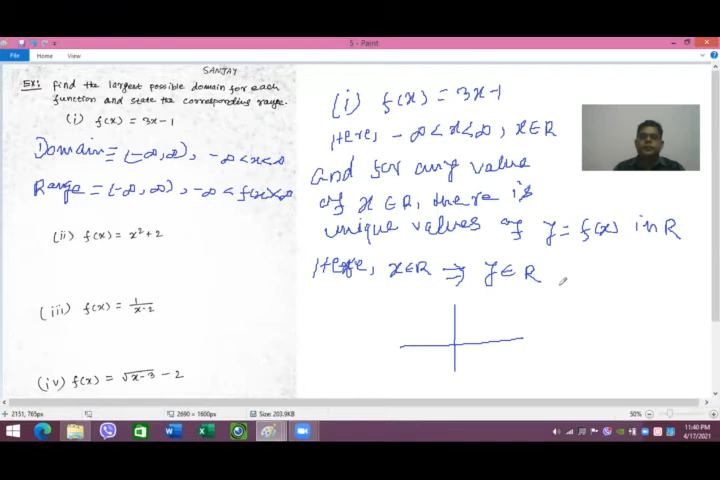 5 - Paint
File Home View
SANJAY
EX: Find the largest possible domain for each
function and state the corresponding range.
(i) f(x) = 3x-1
Domain = (-∞, ∞), -∞ < x < ∞
Range = (-∞, ∞), -∞ < f(x) < ∞
(ii) f(x) = x² + 2
(iii) f(x) = 1/(x-2)
(iv) f(x) = √(x-3) - 2
(i) f(x) = 3x-1
Here, -∞ < x < ∞, x ∈ R
and for any value
of x ∈ R, there is
unique values of y = f(x) in R
Here, x ∈ R ⇒ y ∈ R
2151, 765px
2690 × 1600px
Size: 203.9KB
50%
11:40 PM
4/17/2021